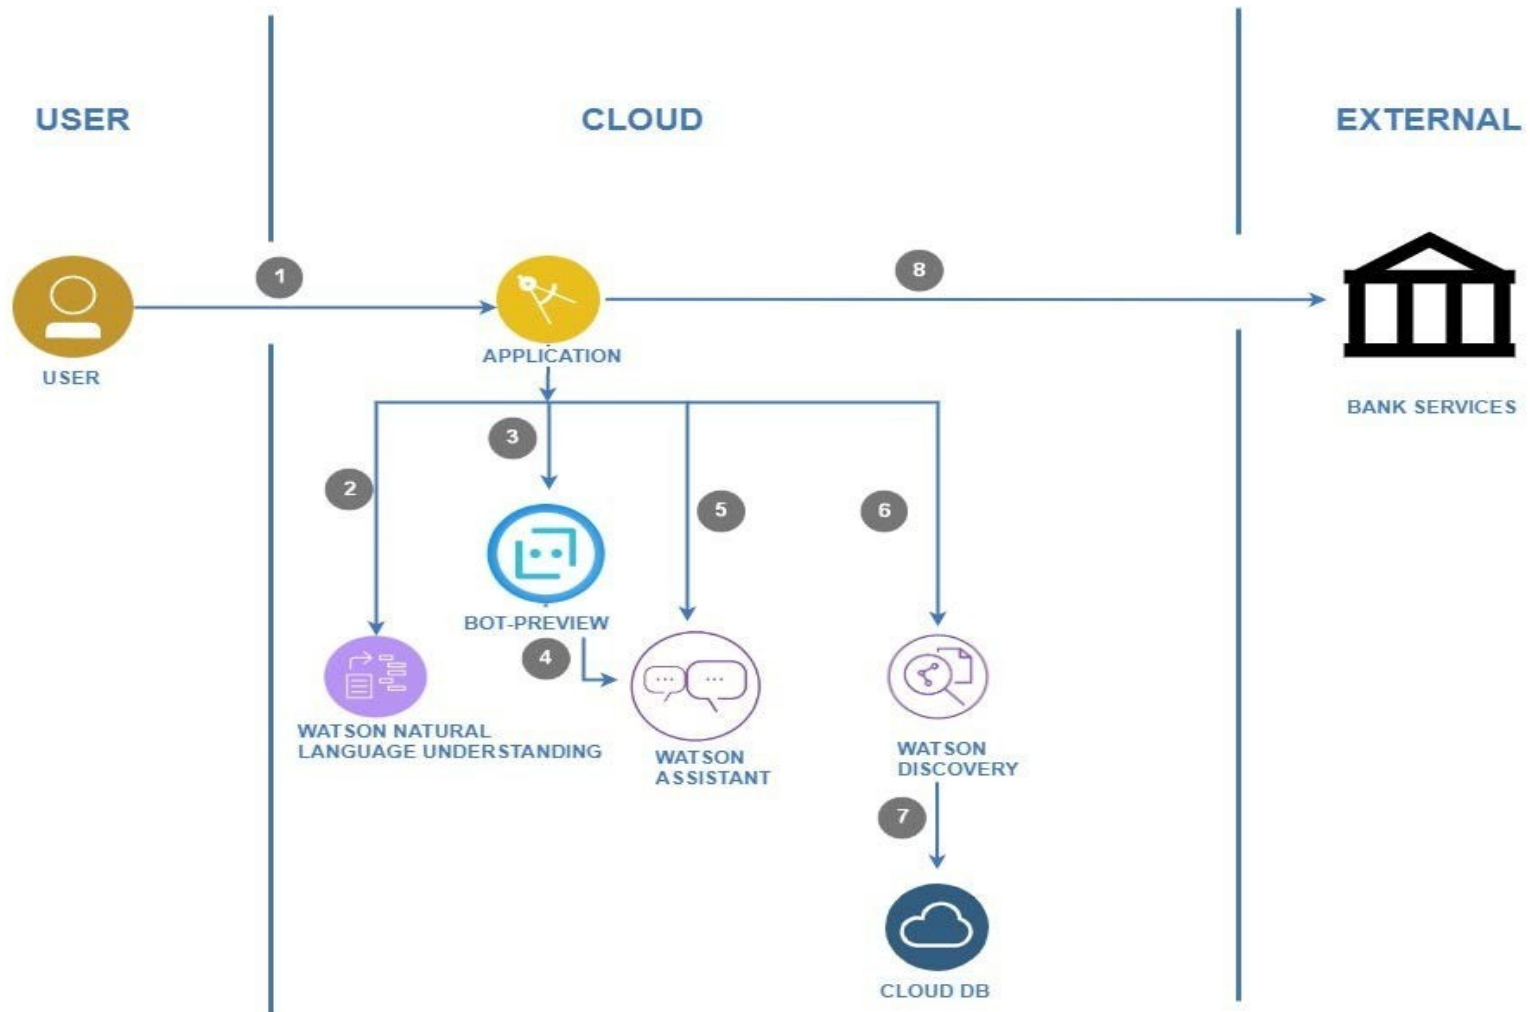 USER
CLOUD
EXTERNAL
1
8
USER
APPLICATION
BANK SERVICES
3
2
5
6
BOT-PREVIEW
4
WATSON NATURAL
LANGUAGE UNDERSTANDING
WATSON
ASSISTANT
WATSON
DISCOVERY
7
CLOUD DB